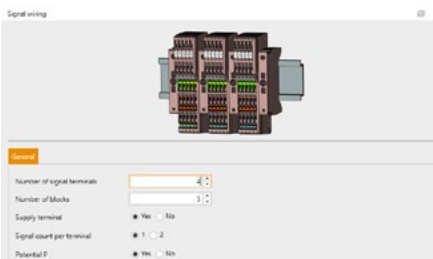 Signal wiring
General
Number of signal terminals 4
Number of blocks 3
Supply terminal Yes No
Signal count per terminal 1 2
Potential P Yes No